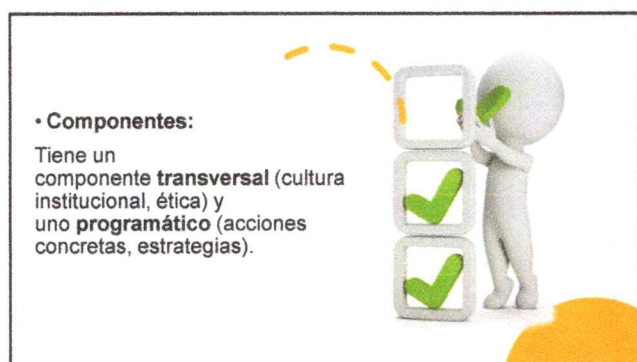 • Componentes:
Tiene un
componente transversal (cultura
institucional, ética) y
uno programático (acciones
concretas, estrategias).